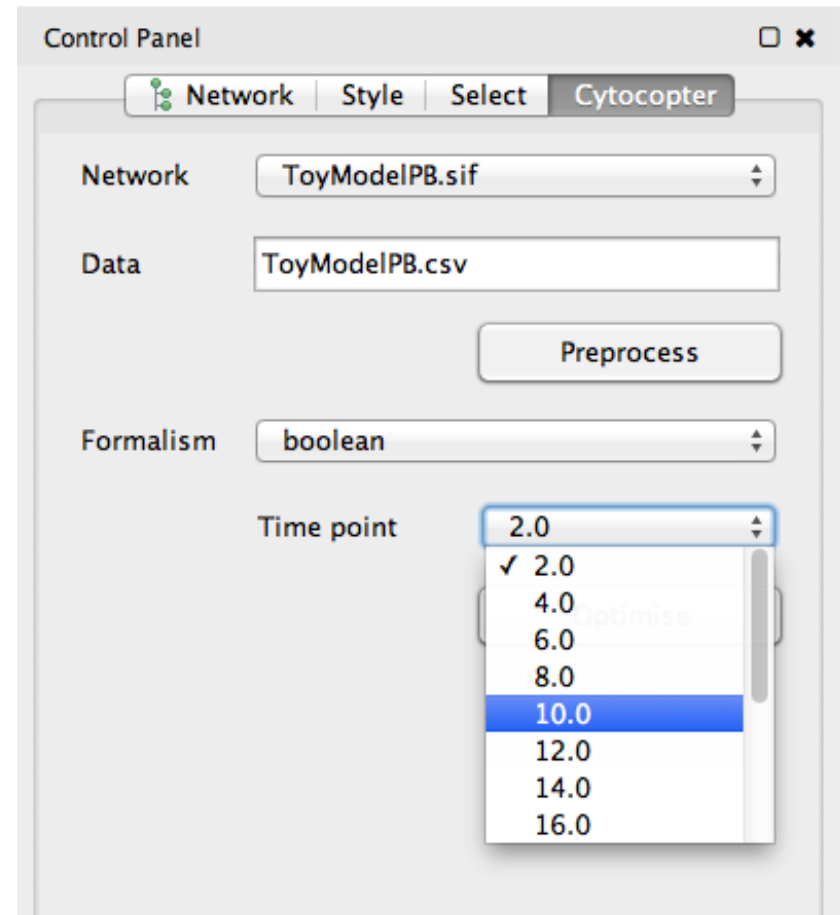 Control Panel
Network Style Select Cytocopter
Network ToyModelPB.sif
Data ToyModelPB.csv
Preprocess
Formalism boolean
Time point 2.0
✓ 2.0
4.0
Optimise
6.0
8.0
10.0
12.0
14.0
16.0